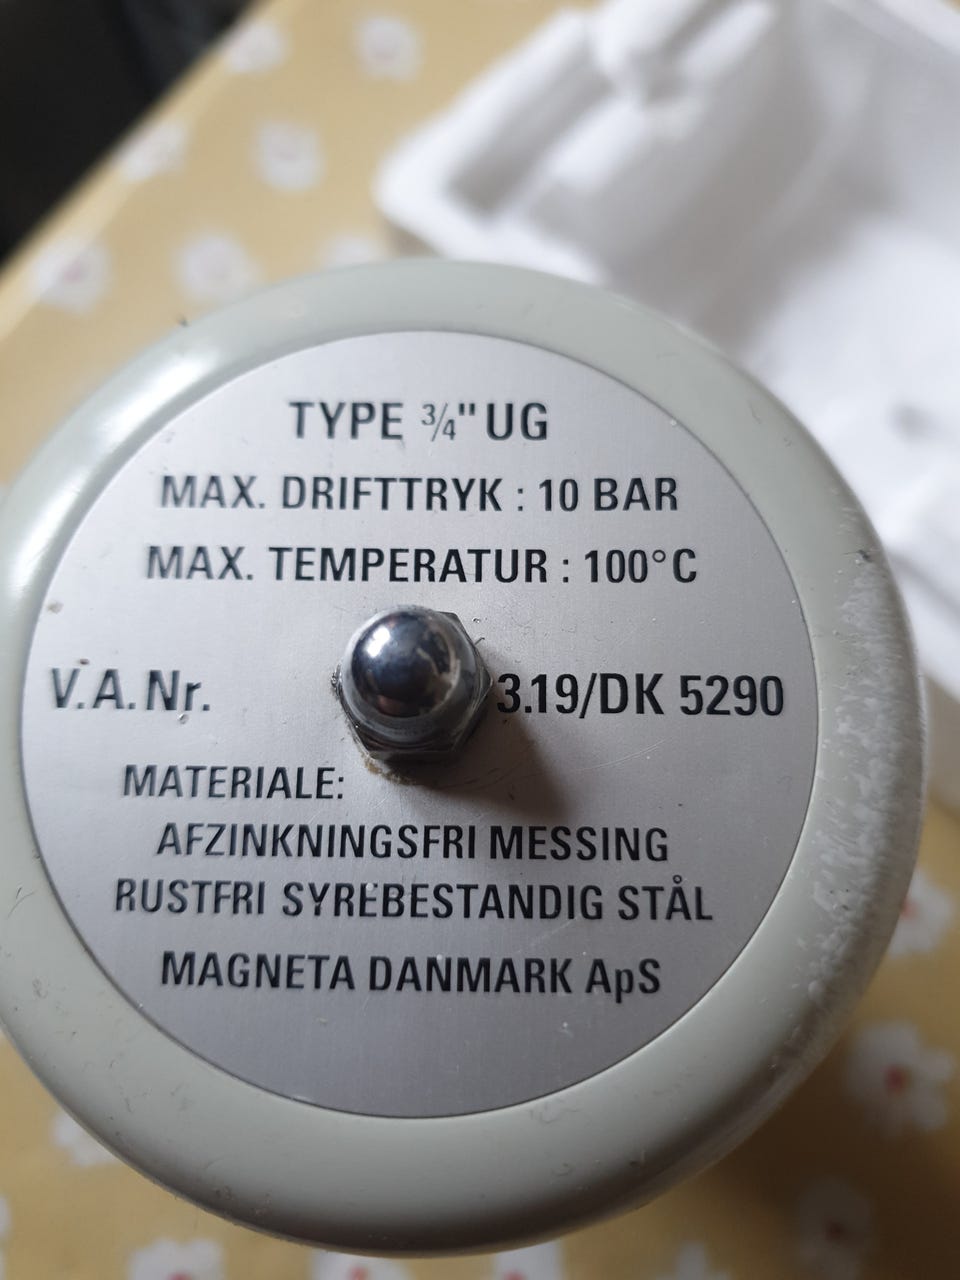 TYPE ¾" UG
MAX. DRIFTTRYK : 10 BAR
MAX. TEMPERATUR : 100°C
V.A.Nr. 3.19/DK 5290
MATERIALE:
AFZINKNINGSFRI MESSING
RUSTFRI SYREBESTANDIG STÅL
MAGNETA DANMARK ApS